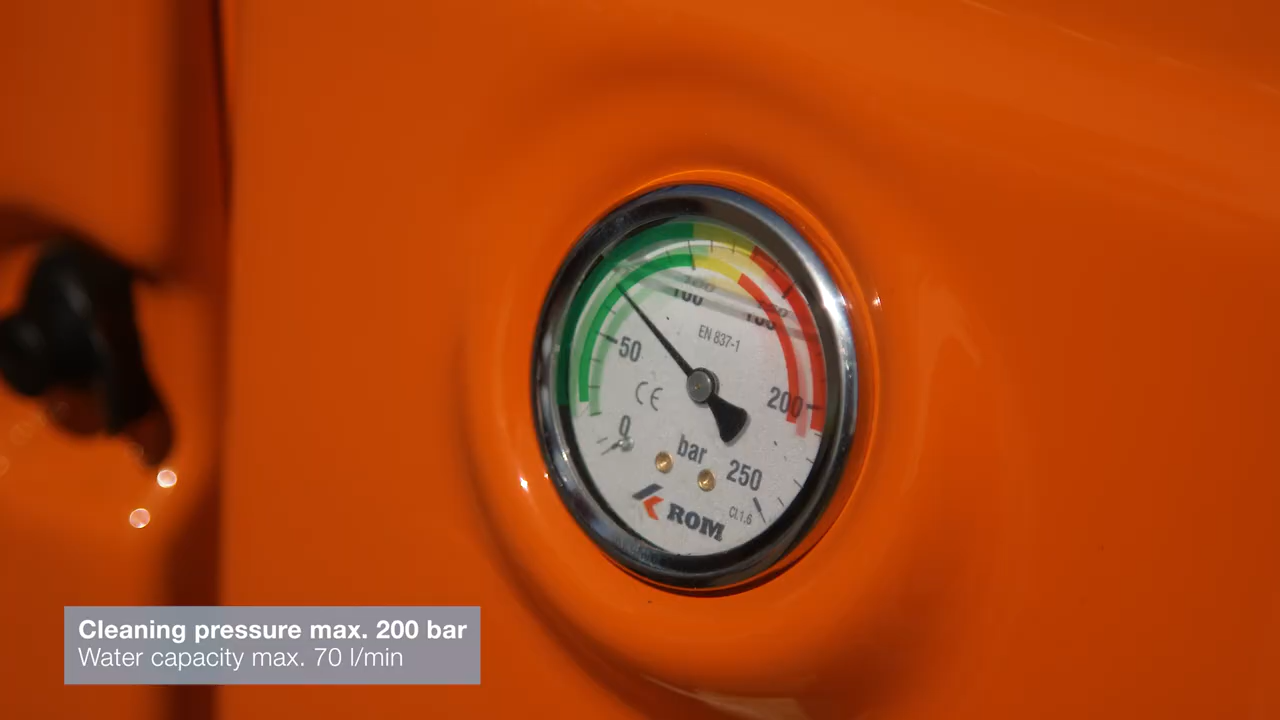 100
150
EN 837-1
50
CE
200
0
bar
250
ROM
Cl.1.6
Cleaning pressure max. 200 bar
Water capacity max. 70 l/min